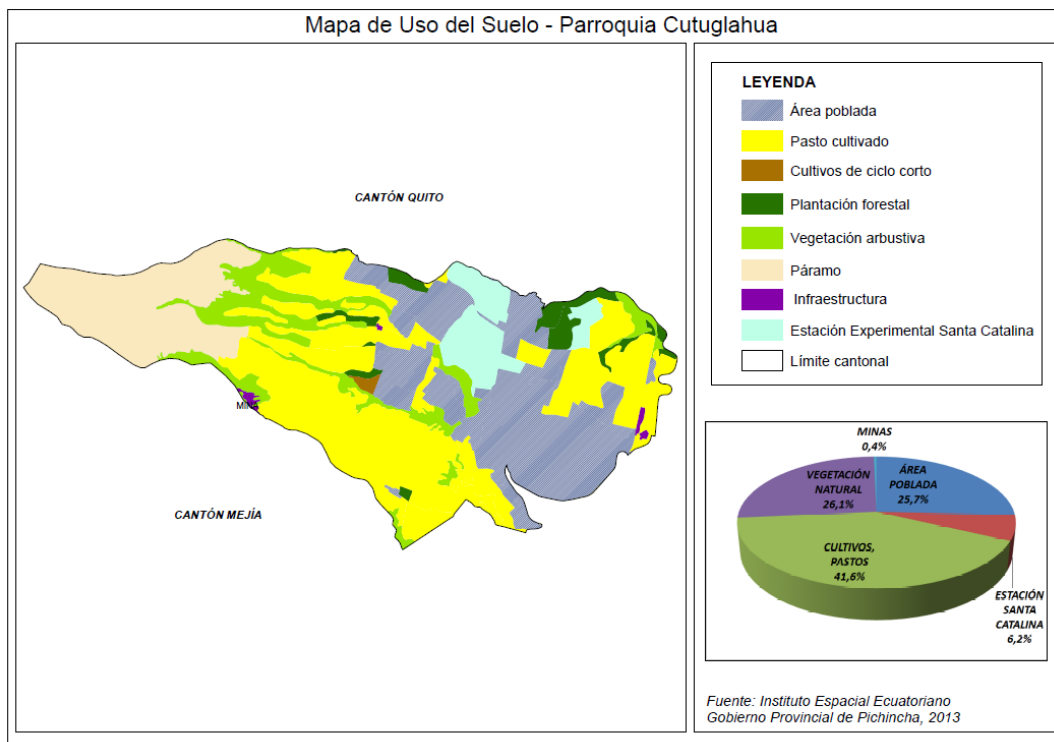 Mapa de Uso del Suelo - Parroquia Cutuglahua
CANTÓN QUITO
CANTÓN MEJÍA
LEYENDA
Área poblada
Pasto cultivado
Cultivos de ciclo corto
Plantación forestal
Vegetación arbustiva
Páramo
Infraestructura
Estación Experimental Santa Catalina
Límite cantonal
MINAS
0,4%
ÁREA
POBLADA
25,7%
VEGETACIÓN
NATURAL
26,1%
CULTIVOS,
PASTOS
41,6%
ESTACIÓN
SANTA
CATALINA
6,2%
Fuente: Instituto Espacial Ecuatoriano
Gobierno Provincial de Pichincha, 2013